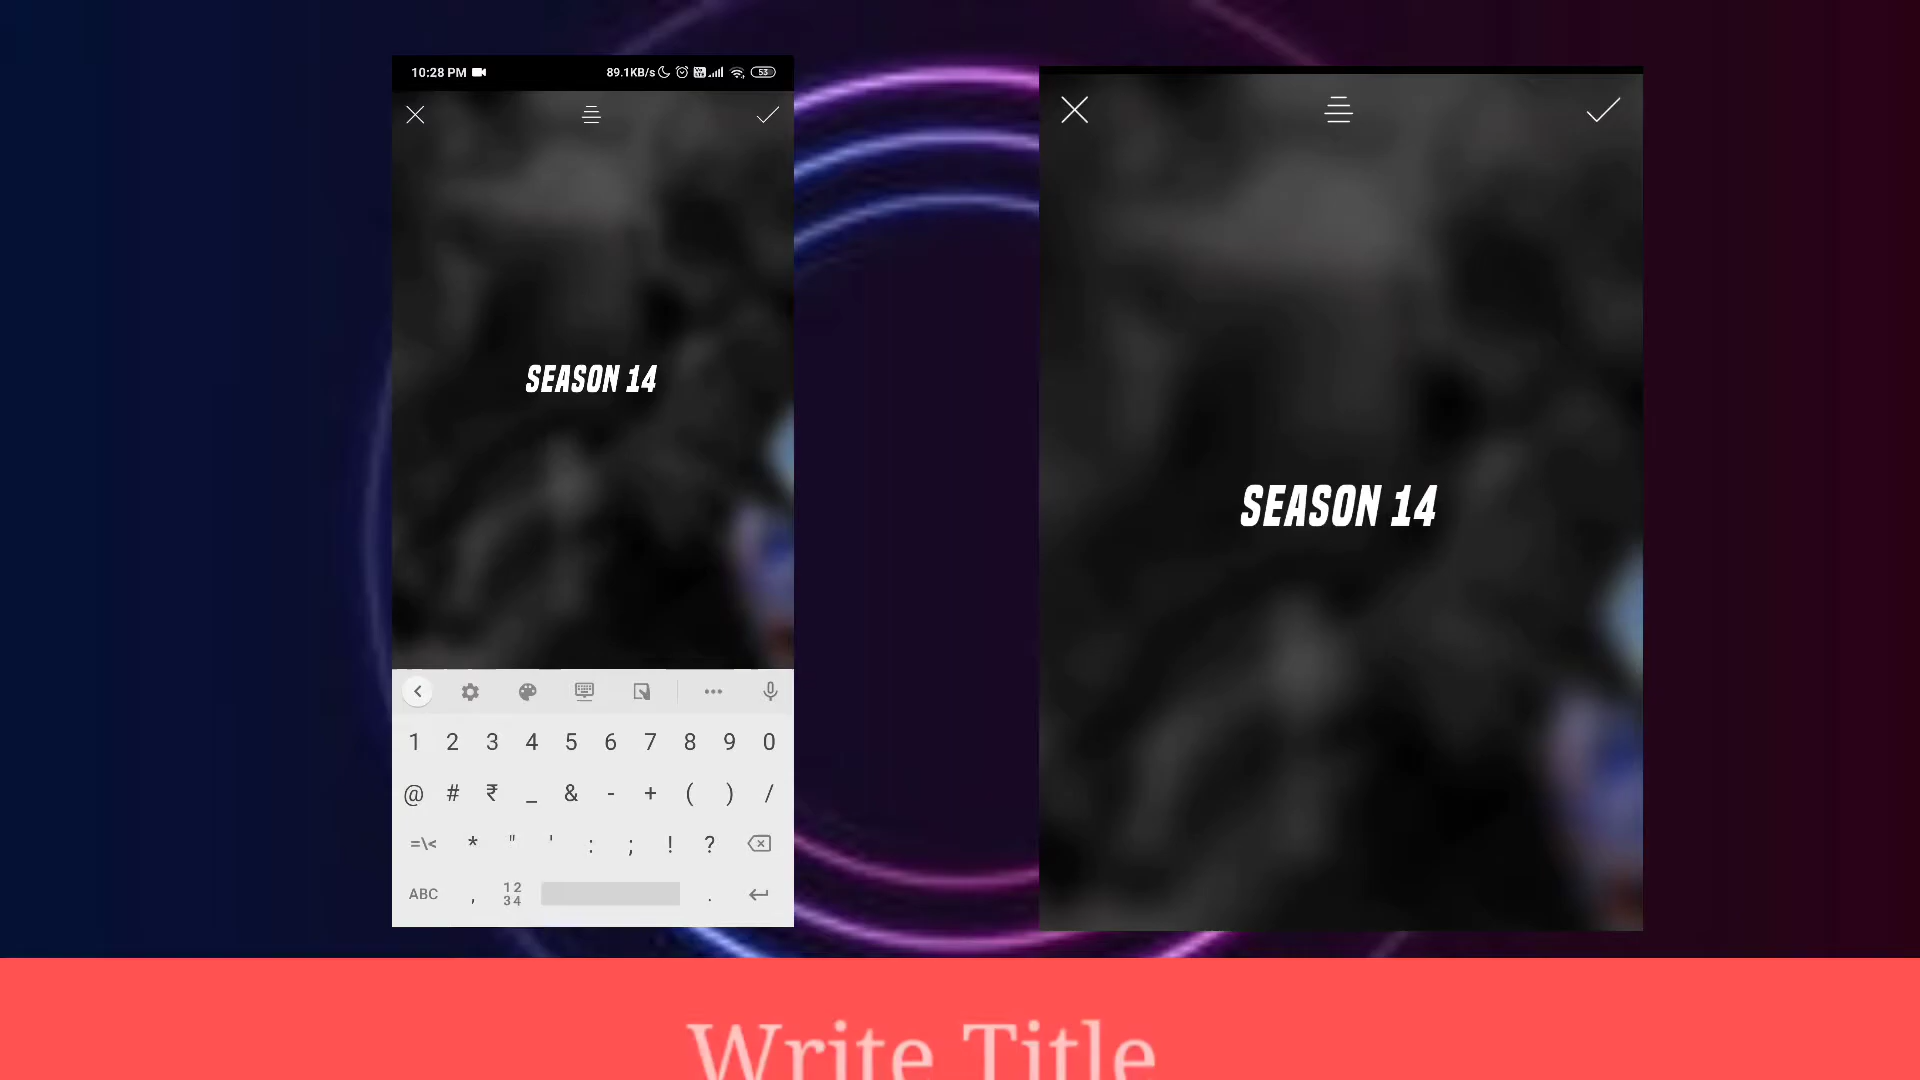 10:28 PM
89.1KB/s
53
SEASON 14
1 2 3 4 5 6 7 8 9 0
@ # ₹ _ & - + ( ) /
=\< * " ' : ; ! ?
ABC , 12 34 .
SEASON 14
Write Title